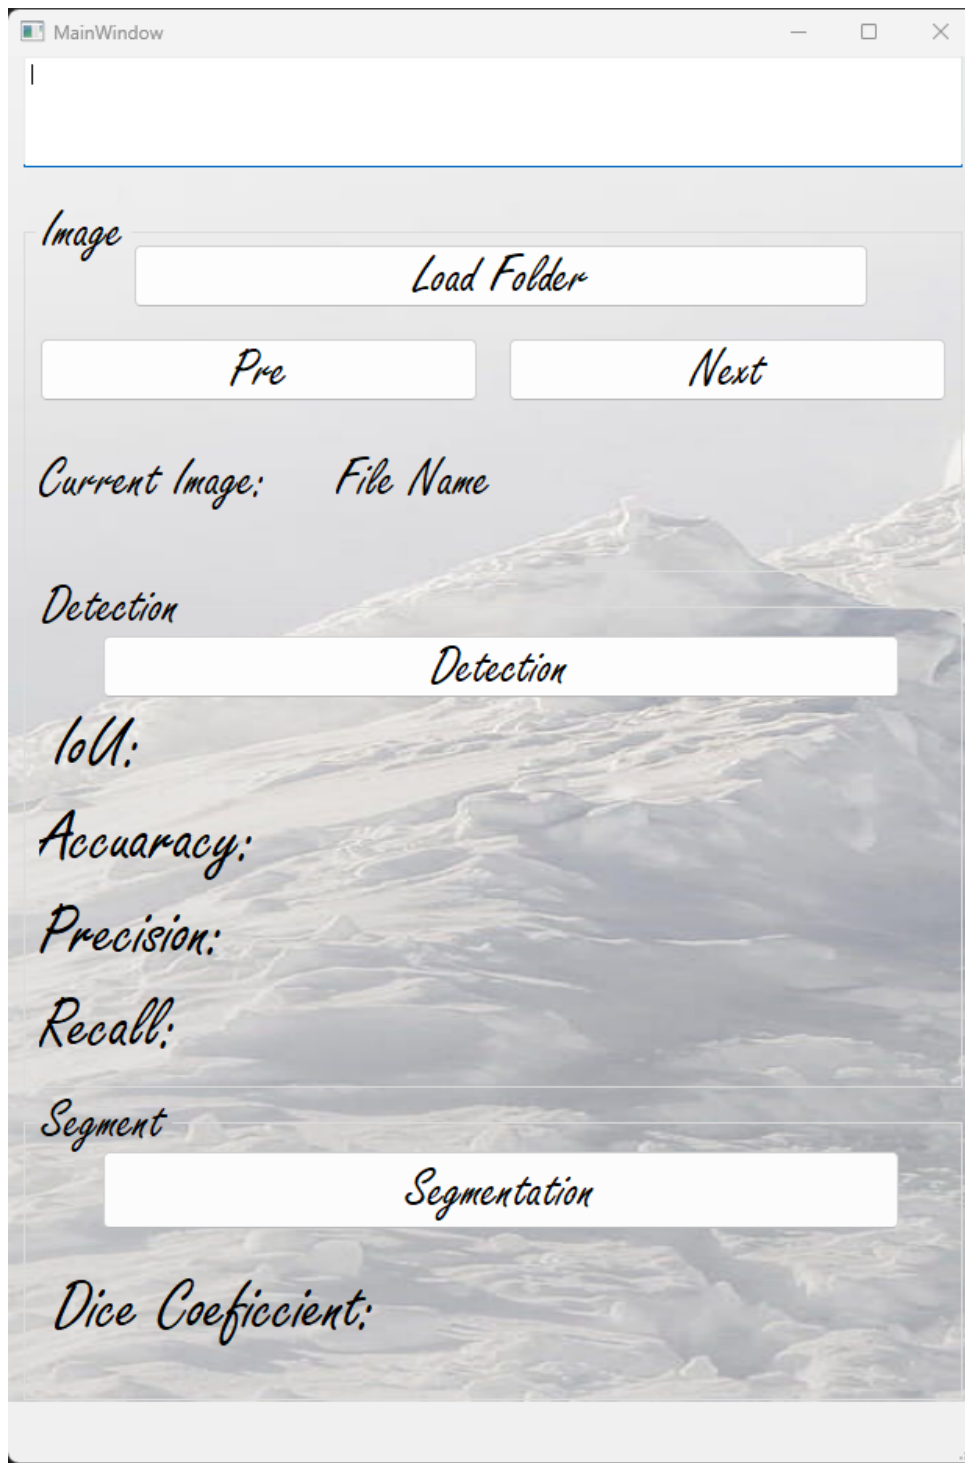 MainWindow
Image
Load Folder
Pre Next
Current Image: File Name
Detection
Detection
IoU:
Accuaracy:
Precision:
Recall:
Segment
Segmentation
Dice Coeficcient: